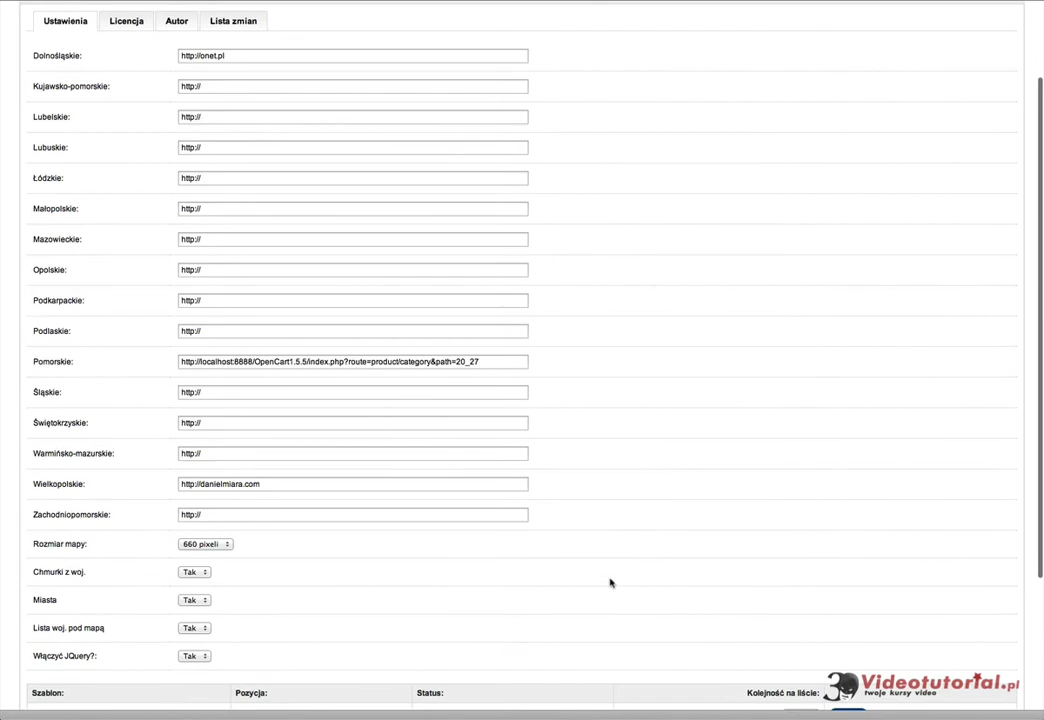 Ustawienia Licencja Autor Lista zmian
Dolnośląskie: http://onet.pl
Kujawsko-pomorskie: http://
Lubelskie: http://
Lubuskie: http://
Łódzkie: http://
Małopolskie: http://
Mazowieckie: http://
Opolskie: http://
Podkarpackie: http://
Podlaskie: http://
Pomorskie: http://localhost:8888/OpenCart1.5.5/index.php?route=product/category&path=20_27
Śląskie: http://
Świętokrzyskie: http://
Warmińsko-mazurskie: http://
Wielkopolskie: http://danielmiara.com
Zachodniopomorskie: http://
Rozmiar mapy: 660 pixeli
Chmurki z woj. Tak
Miasta Tak
Lista woj. pod mapą Tak
Włączyć JQuery?: Tak
Szablon: Pozycja: Status: Kolejność na liście:
Videotutorial.pl
twoje kursy video